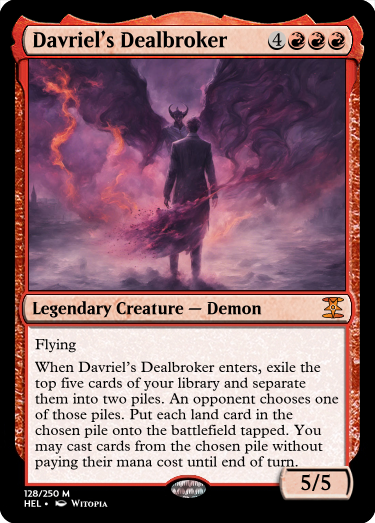 Davriel's Dealbroker 4
Legendary Creature — Demon
Flying
When Davriel's Dealbroker enters, exile the
top five cards of your library and separate
them into two piles. An opponent chooses one
of those piles. Put each land card in the
chosen pile onto the battlefield tapped. You
may cast cards from the chosen pile without
paying their mana cost until end of turn.
5/5
128/250 M
HEL • Witopia